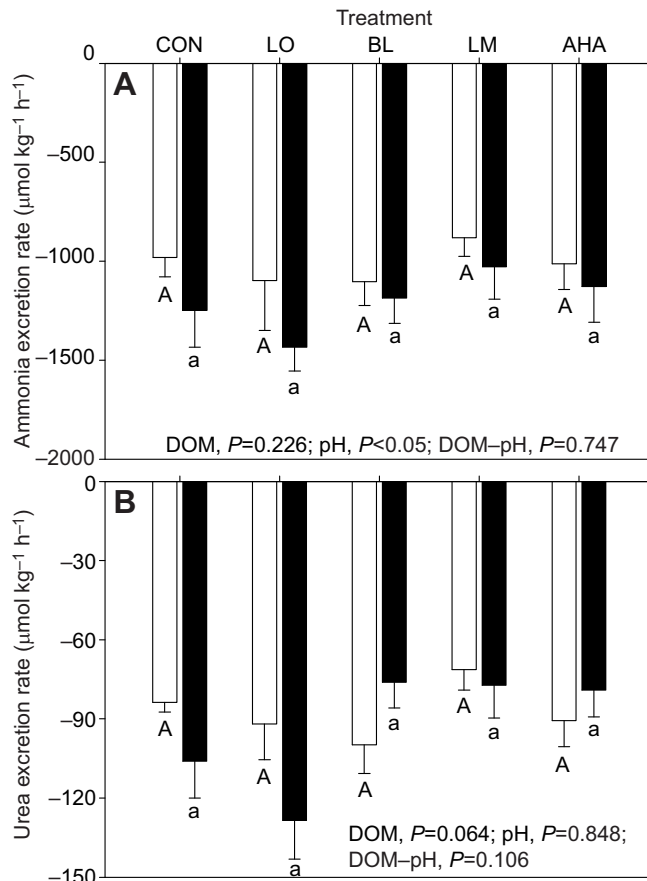 Treatment
CON LO BL LM AHA
0
A
–500
–1000
–1500
–2000
Ammonia excretion rate (μmol kg–1 h–1)
A a A a A a A a A a
DOM, P=0.226; pH, P<0.05; DOM–pH, P=0.747
0
B
–30
–60
–90
–120
–150
Urea excretion rate (μmol kg–1 h–1)
A a A a A a A a A a
DOM, P=0.064; pH, P=0.848;
DOM–pH, P=0.106